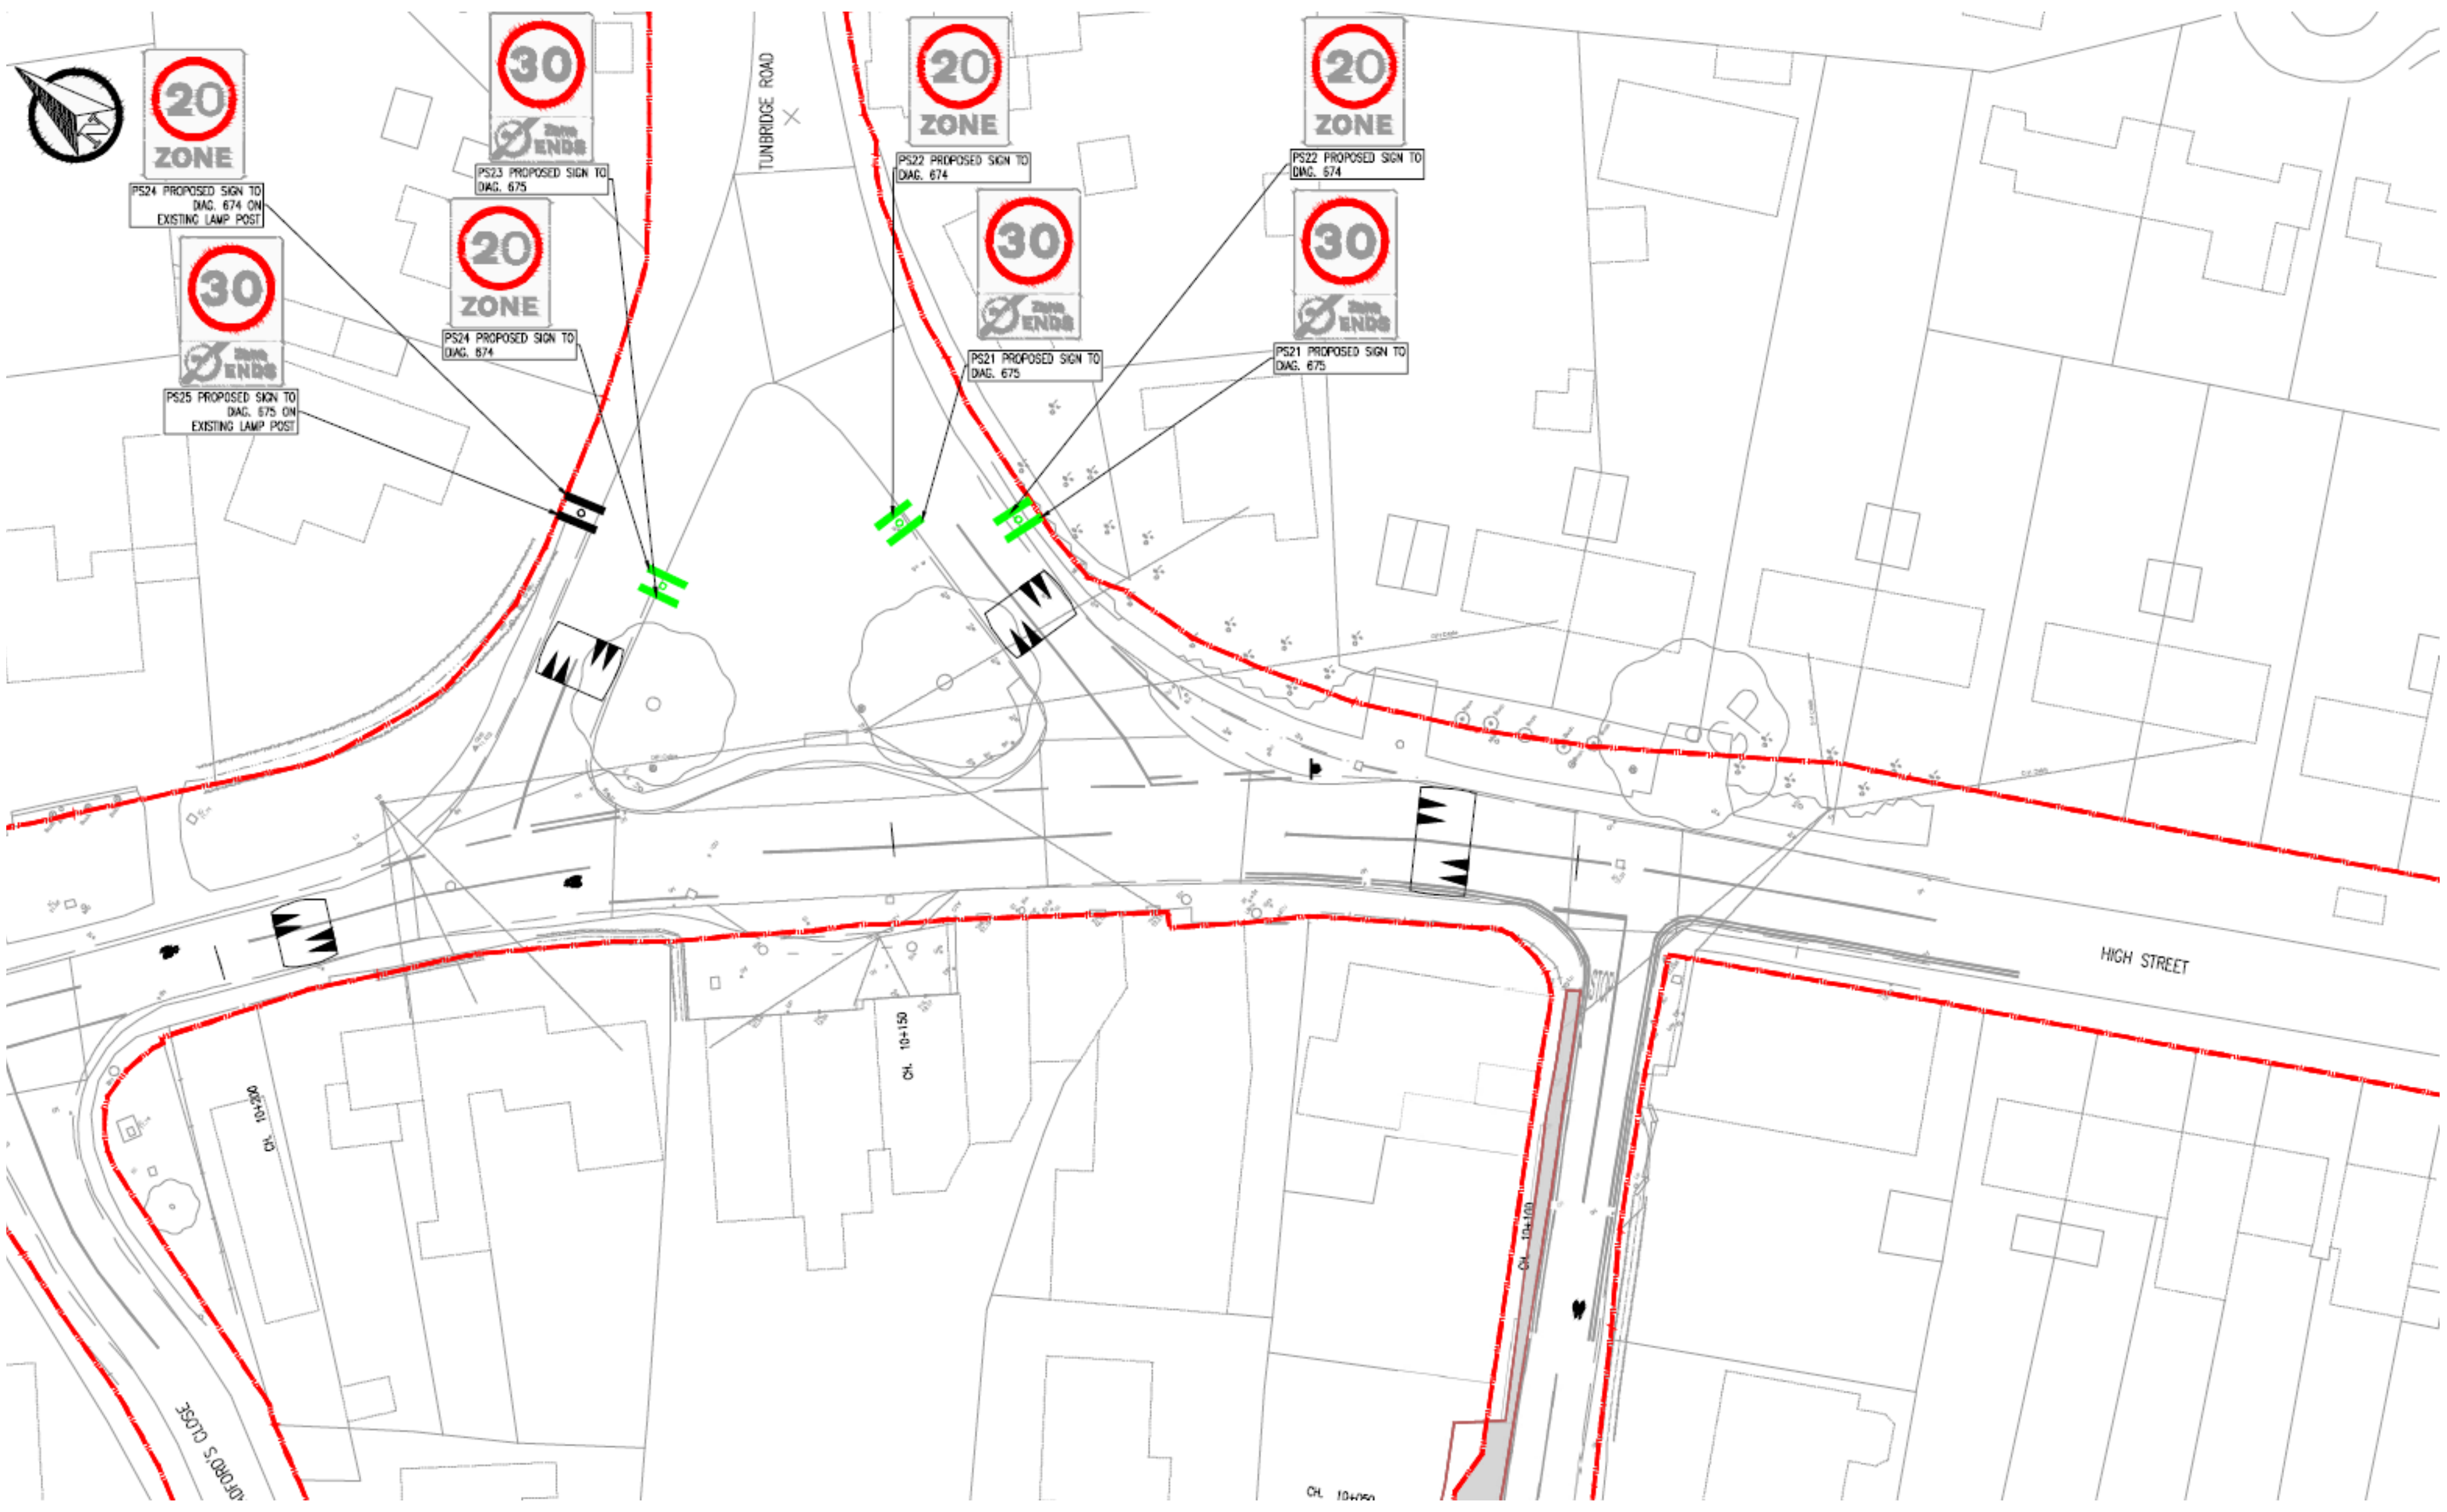 20
ZONE
PS24 PROPOSED SIGN TO
DIAG. 674 ON
EXISTING LAMP POST
30
Zone
ENDS
PS25 PROPOSED SIGN TO
DIAG. 675 ON
EXISTING LAMP POST
30
Zone
ENDS
PS23 PROPOSED SIGN TO
DIAG. 675
20
ZONE
PS24 PROPOSED SIGN TO
DIAG. 674
TUNBRIDGE ROAD
20
ZONE
PS22 PROPOSED SIGN TO
DIAG. 674
30
Zone
ENDS
PS21 PROPOSED SIGN TO
DIAG. 675
20
ZONE
PS22 PROPOSED SIGN TO
DIAG. 674
30
Zone
ENDS
PS21 PROPOSED SIGN TO
DIAG. 675
HIGH STREET
STOP
CH. 10+150
CH. 10+200
CH. 10+100
DFORD'S CLOSE
CH. 10+050